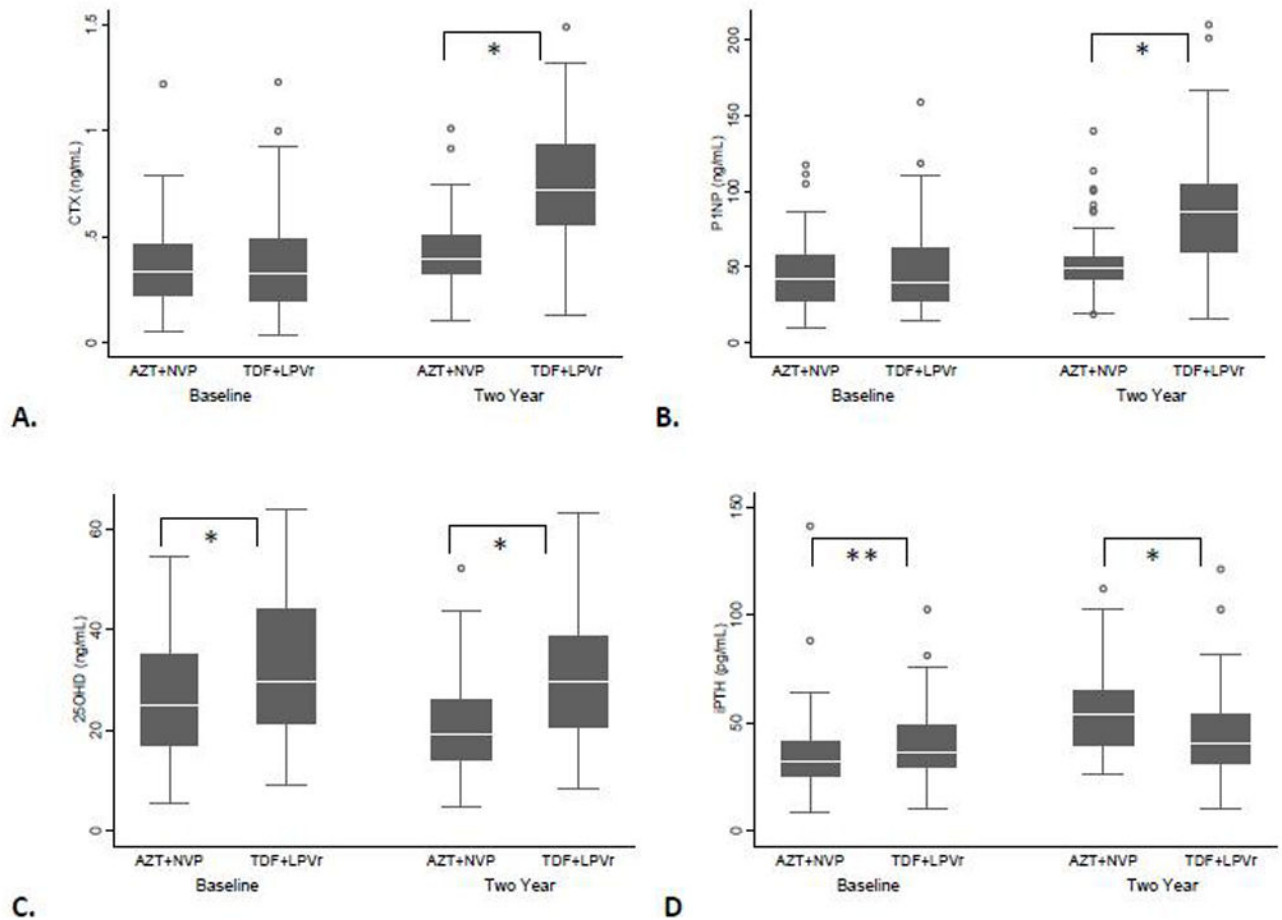 CTX (ng/mL)
1.5
1
.5
0
*
AZT+NVP TDF+LPVr AZT+NVP TDF+LPVr
Baseline Two Year
A.
P1NP (ng/mL)
200
150
100
50
0
*
AZT+NVP TDF+LPVr AZT+NVP TDF+LPVr
Baseline Two Year
B.
25OHD (ng/mL)
60
40
20
0
* *
AZT+NVP TDF+LPVr AZT+NVP TDF+LPVr
Baseline Two Year
C.
iPTH (pg/mL)
150
100
50
0
** *
AZT+NVP TDF+LPVr AZT+NVP TDF+LPVr
Baseline Two Year
D